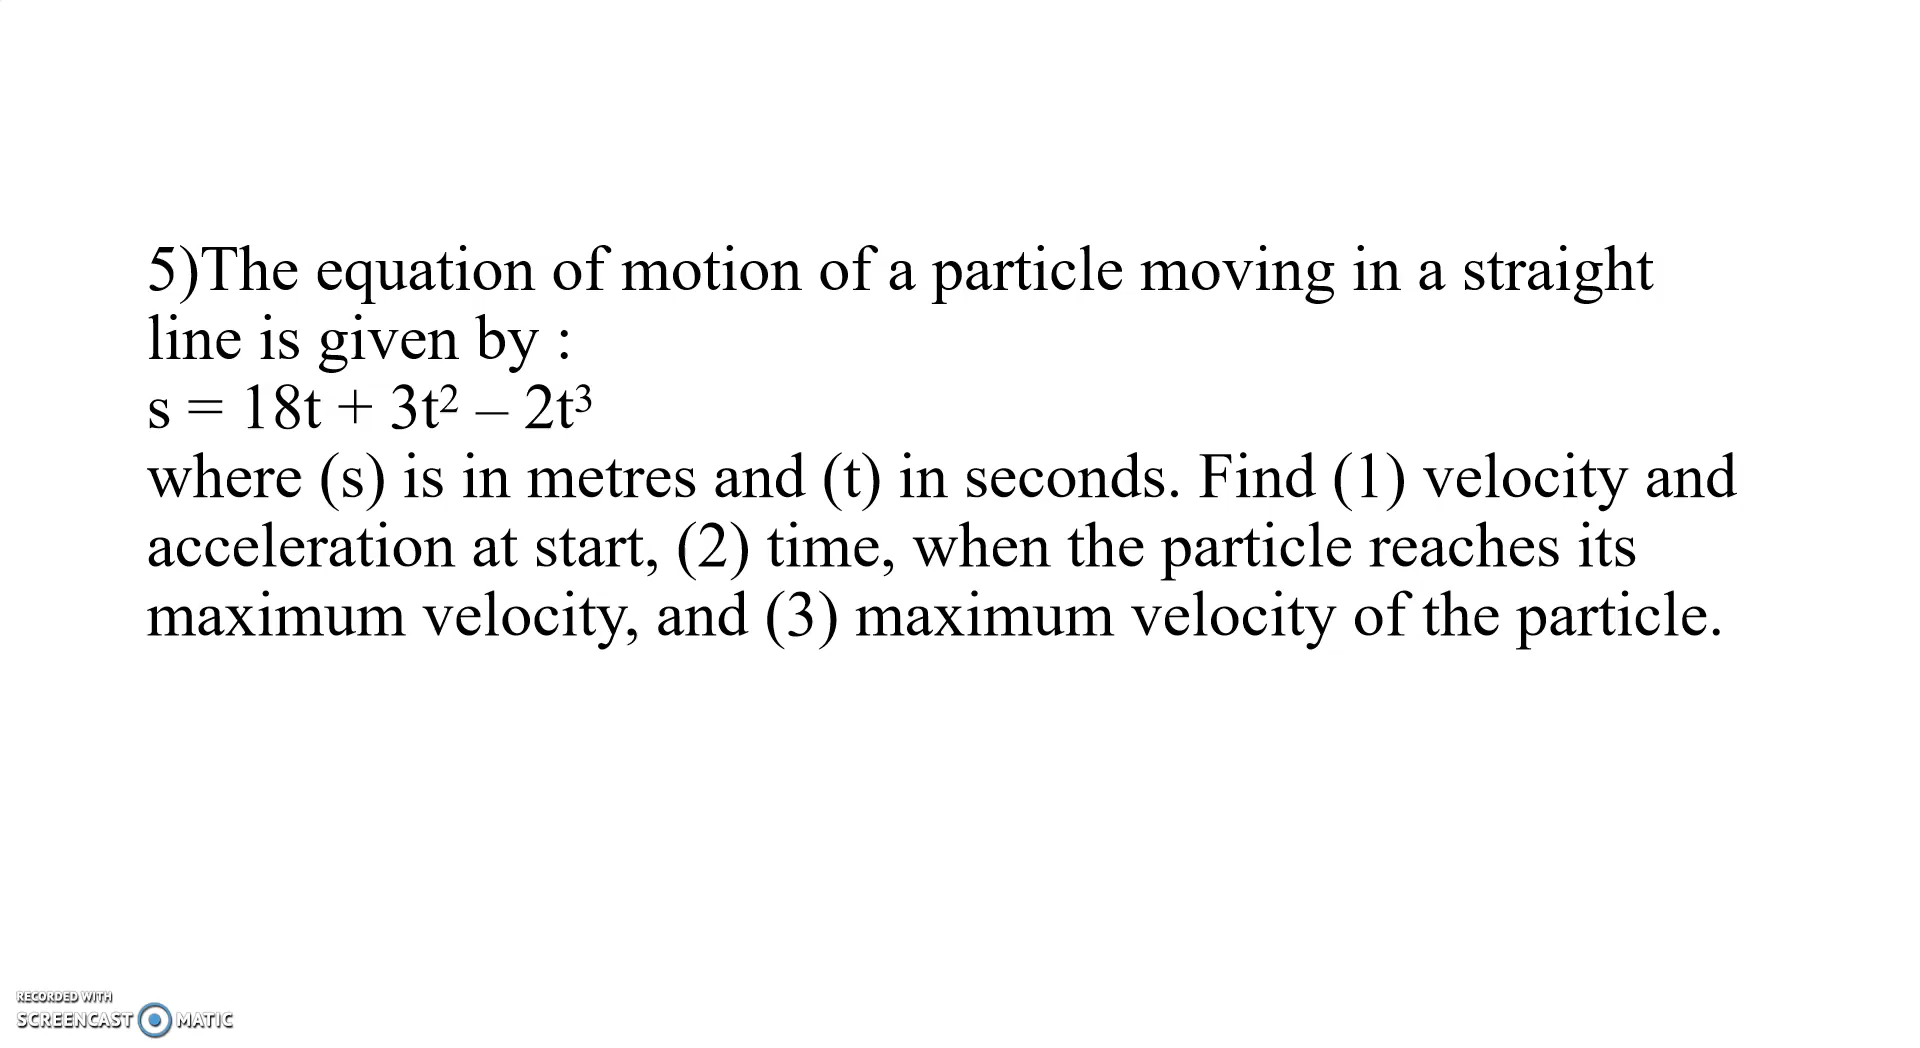 5)The equation of motion of a particle moving in a straight
line is given by :
s = 18t + 3t² – 2t³
where (s) is in metres and (t) in seconds. Find (1) velocity and
acceleration at start, (2) time, when the particle reaches its
maximum velocity, and (3) maximum velocity of the particle.
RECORDED WITH
SCREENCAST MATIC